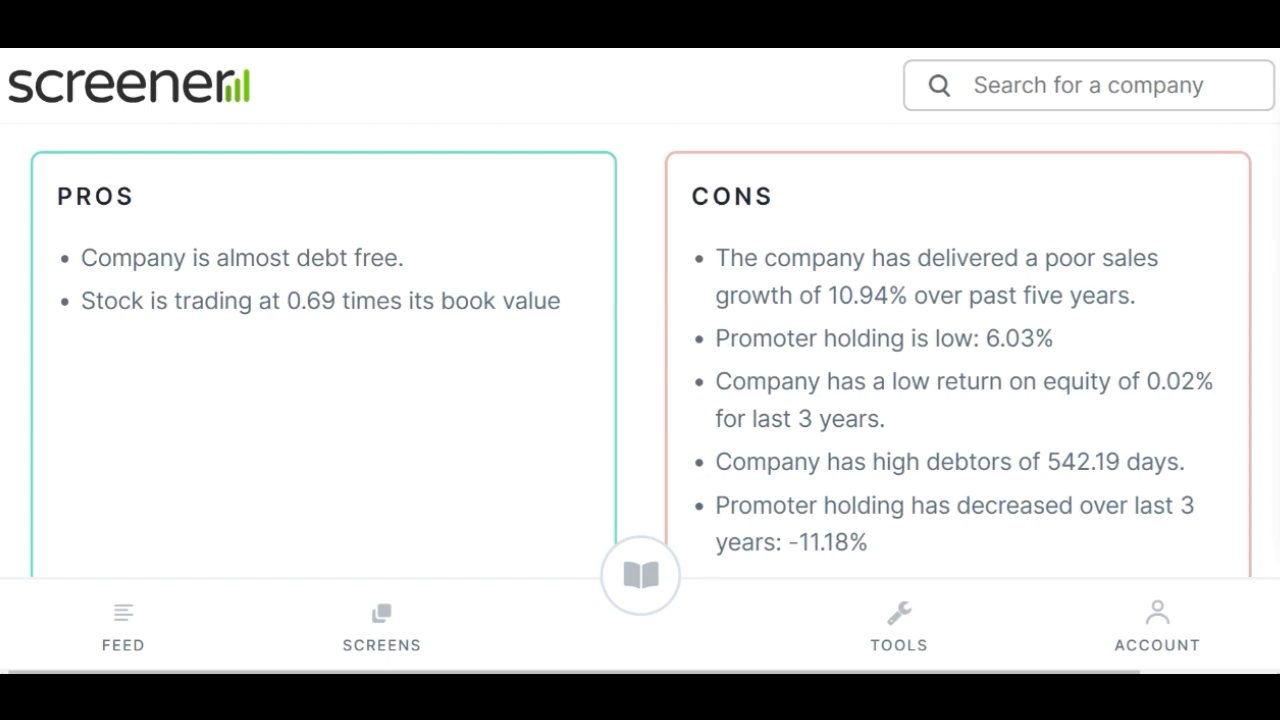 screener
Search for a company
PROS
• Company is almost debt free.
• Stock is trading at 0.69 times its book value
CONS
• The company has delivered a poor sales
growth of 10.94% over past five years.
• Promoter holding is low: 6.03%
• Company has a low return on equity of 0.02%
for last 3 years.
• Company has high debtors of 542.19 days.
• Promoter holding has decreased over last 3
years: -11.18%
FEED
SCREENS
TOOLS
ACCOUNT